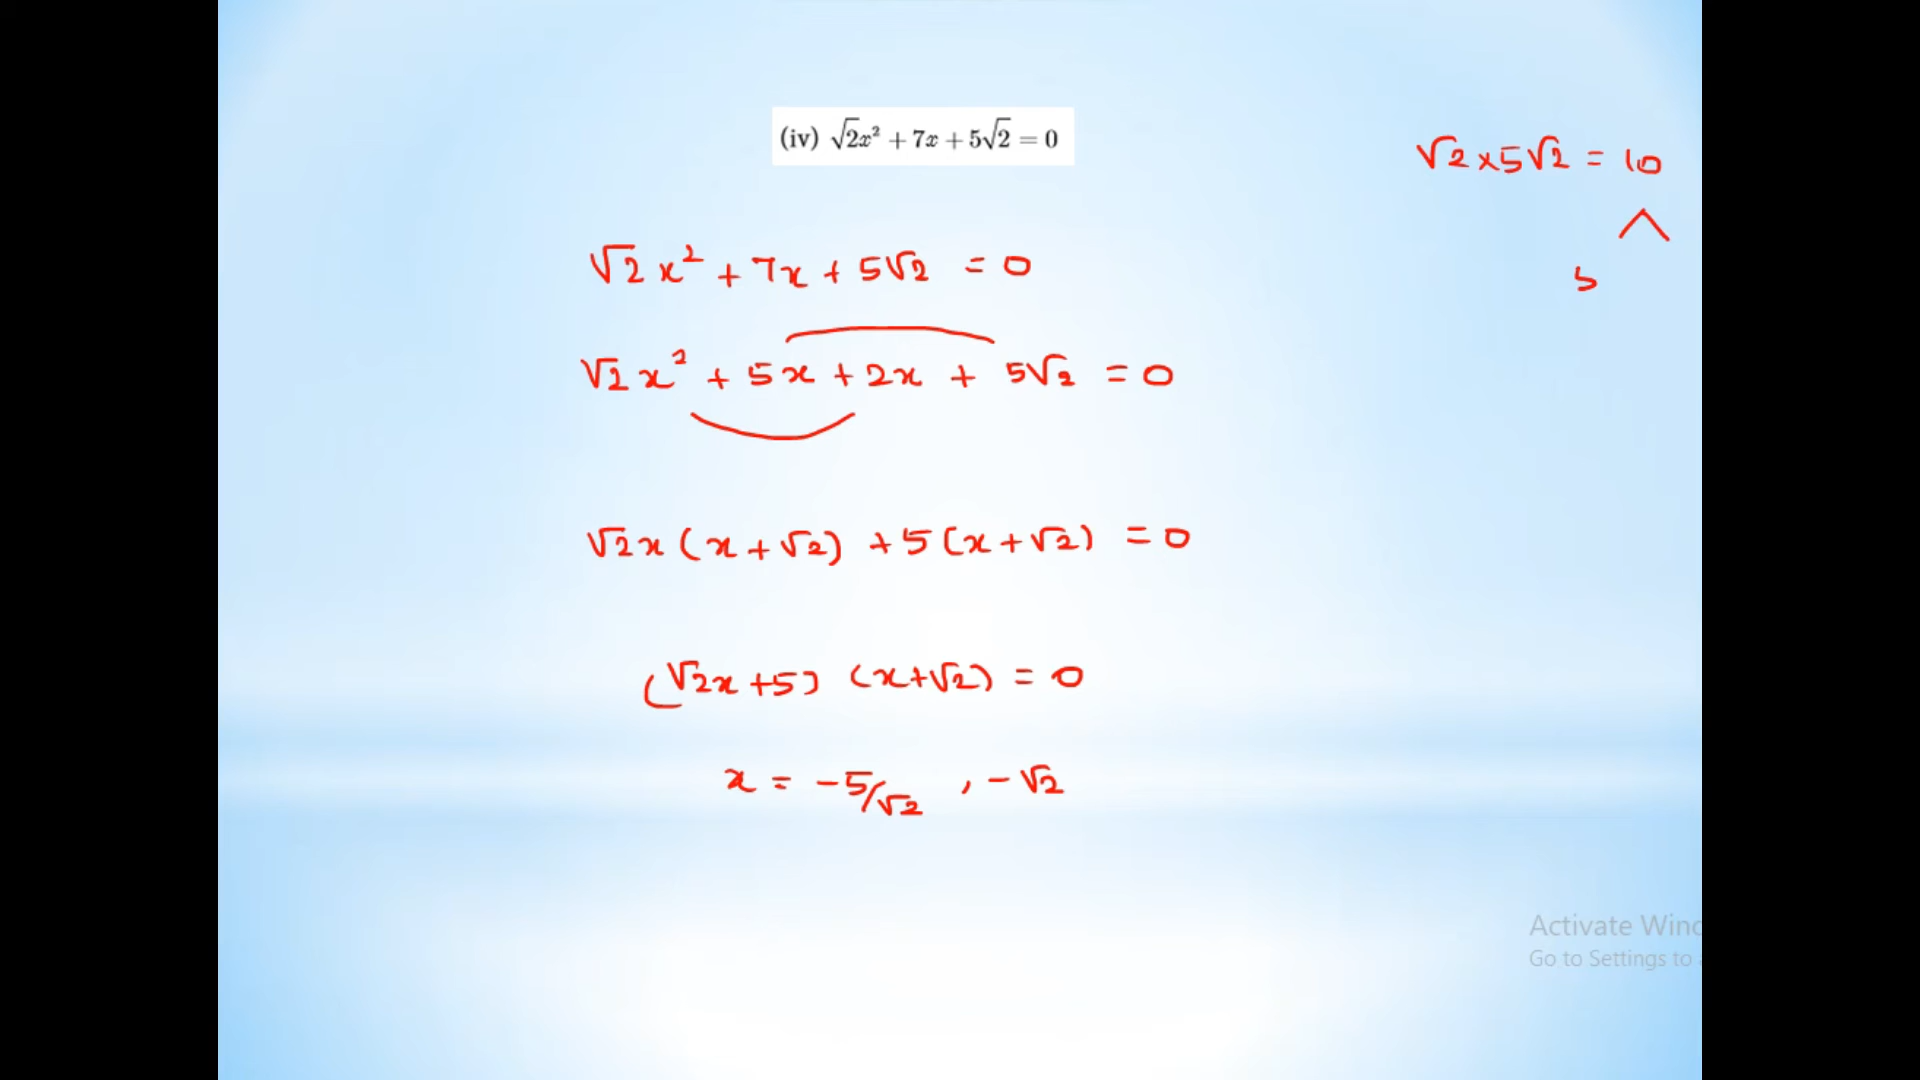 (iv) √2x² + 7x + 5√2 = 0
√2 × 5√2 = 10
5
√2 x² + 7x + 5√2 = 0
√2 x² + 5x + 2x + 5√2 = 0
√2x (x + √2) + 5 (x + √2) = 0
(√2x + 5) (x + √2) = 0
x = -5/√2 , -√2
Activate Winc
Go to Settings to